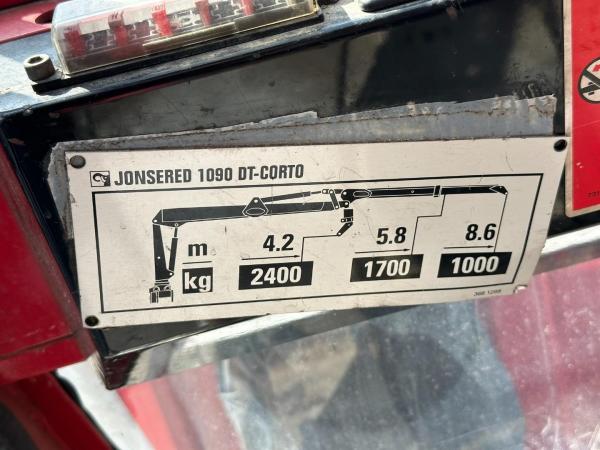 JONSERED 1090 DT-CORTO
m 4.2 5.8 8.6
kg 2400 1700 1000